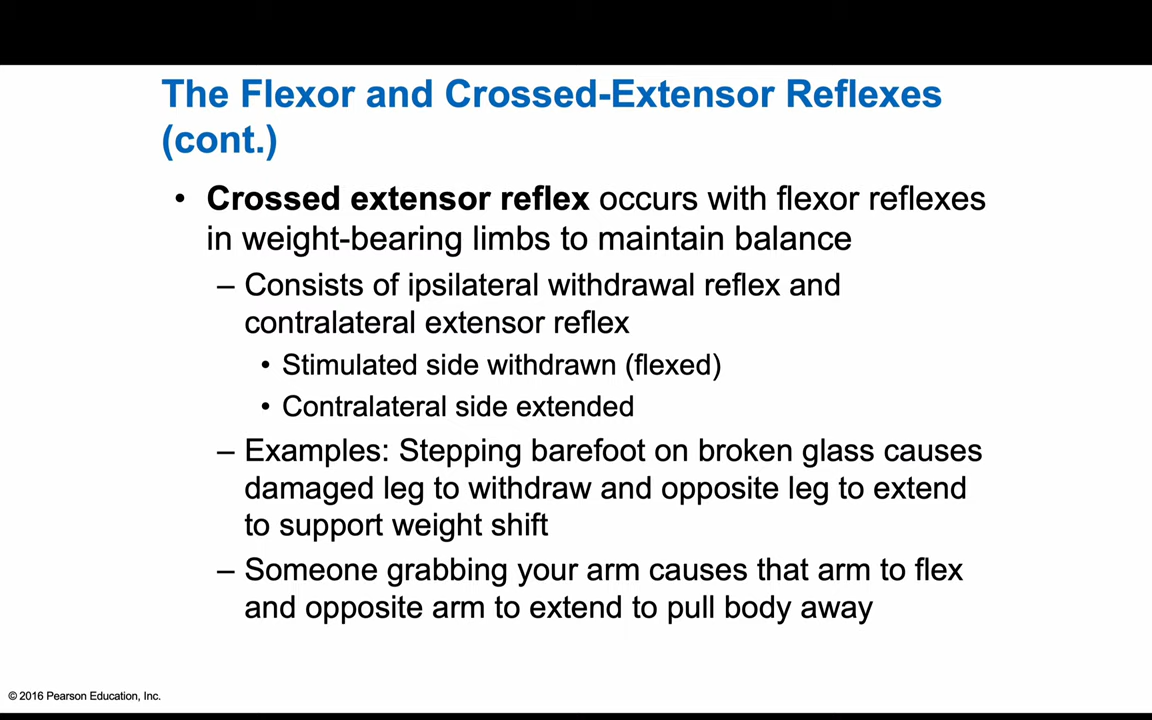 The Flexor and Crossed-Extensor Reflexes
(cont.)
• Crossed extensor reflex occurs with flexor reflexes
in weight-bearing limbs to maintain balance
– Consists of ipsilateral withdrawal reflex and
contralateral extensor reflex
• Stimulated side withdrawn (flexed)
• Contralateral side extended
– Examples: Stepping barefoot on broken glass causes
damaged leg to withdraw and opposite leg to extend
to support weight shift
– Someone grabbing your arm causes that arm to flex
and opposite arm to extend to pull body away
© 2016 Pearson Education, Inc.